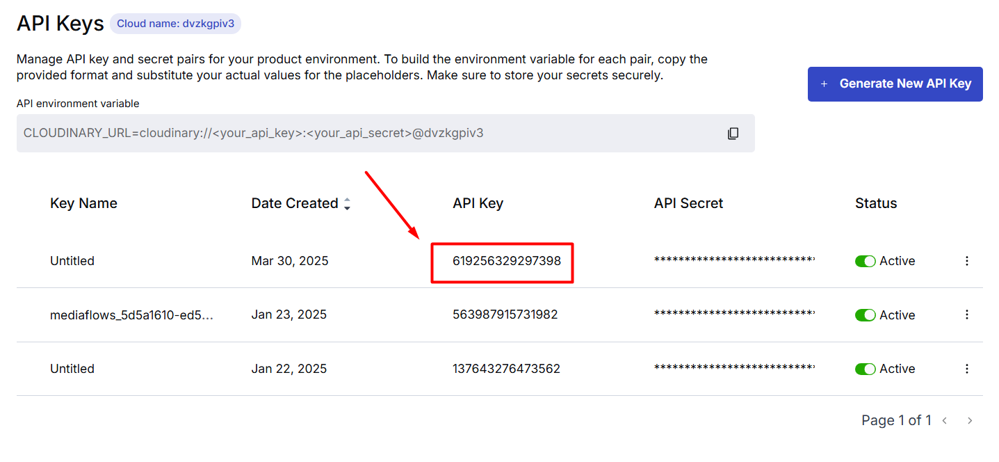 API Keys Cloud name: dvzkgpiv3
Manage API key and secret pairs for your product environment. To build the environment variable for each pair, copy the
provided format and substitute your actual values for the placeholders. Make sure to store your secrets securely.
+ Generate New API Key
API environment variable
CLOUDINARY_URL=cloudinary://<your_api_key>:<your_api_secret>@dvzkgpiv3
Key Name Date Created API Key API Secret Status
Untitled Mar 30, 2025 619256329297398 *************************** Active
mediaflows_5d5a1610-ed5... Jan 23, 2025 563987915731982 *************************** Active
Untitled Jan 22, 2025 137643276473562 *************************** Active
Page 1 of 1